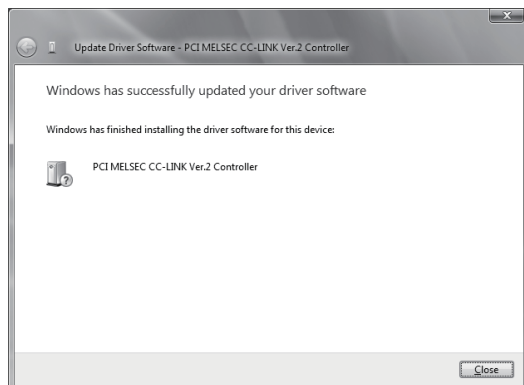 Update Driver Software - PCI MELSEC CC-LINK Ver.2 Controller
Windows has successfully updated your driver software
Windows has finished installing the driver software for this device:
PCI MELSEC CC-LINK Ver.2 Controller
Close